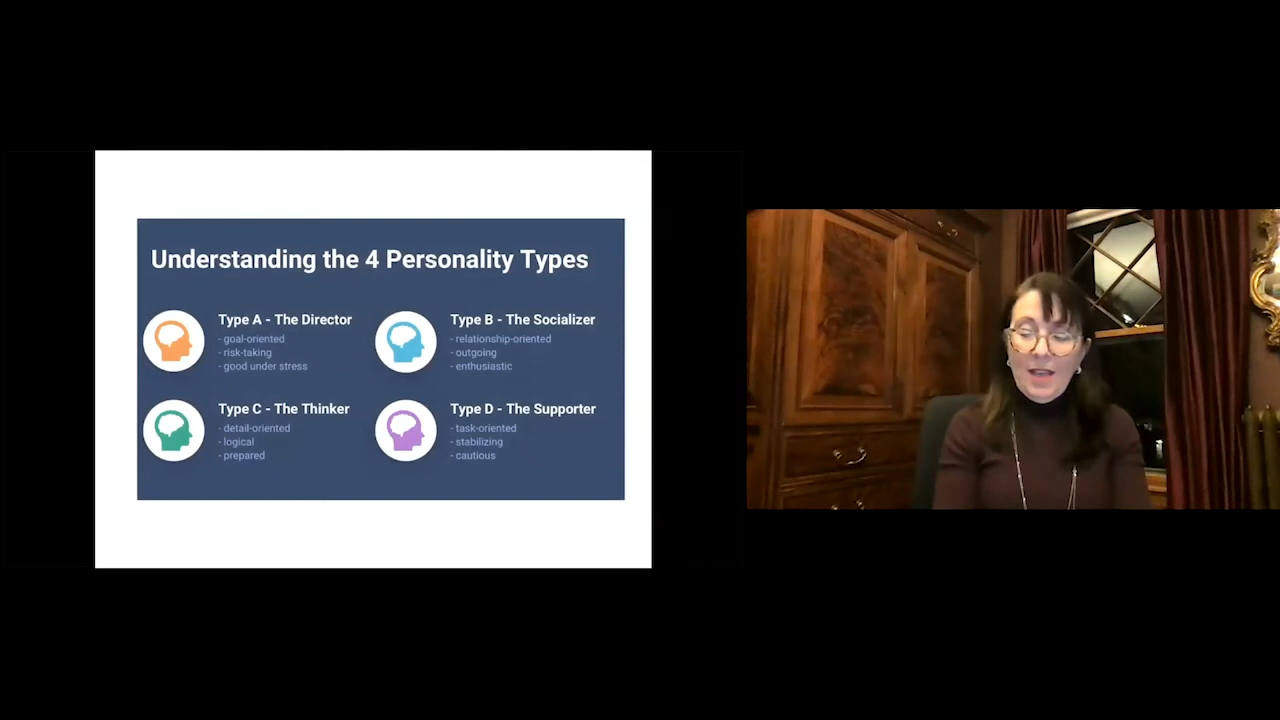 Understanding the 4 Personality Types
Type A - The Director
- goal-oriented
- risk-taking
- good under stress
Type B - The Socializer
- relationship-oriented
- outgoing
- enthusiastic
Type C - The Thinker
- detail-oriented
- logical
- prepared
Type D - The Supporter
- task-oriented
- stabilizing
- cautious